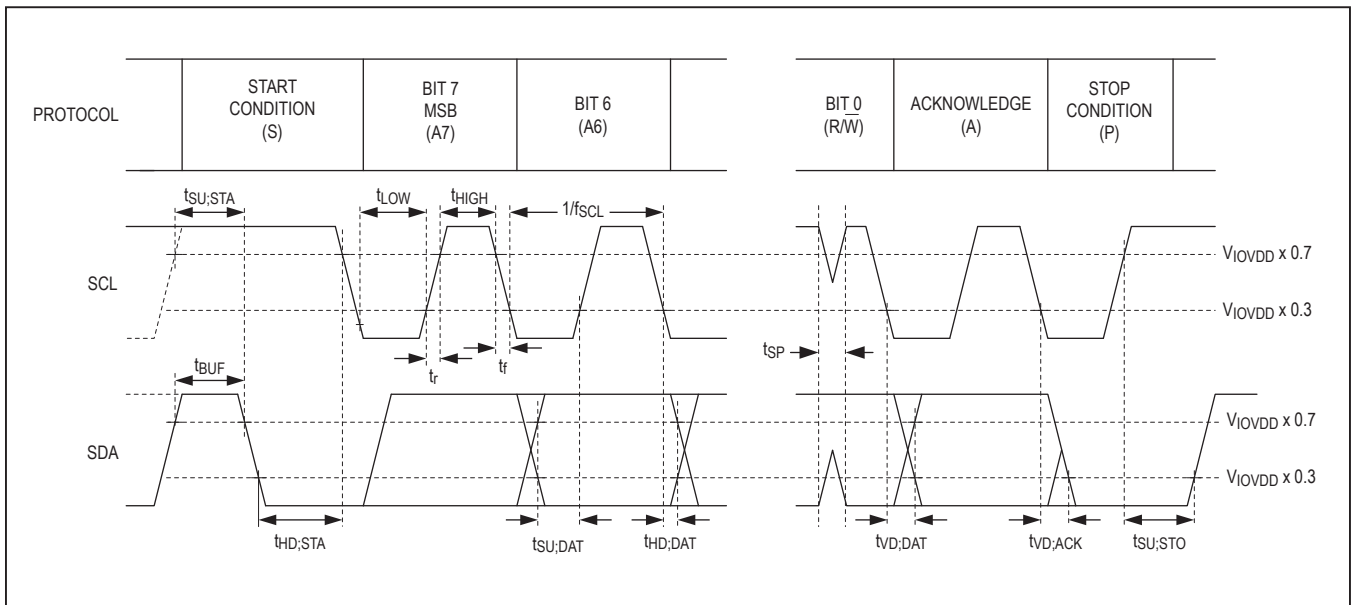 PROTOCOL
START
CONDITION
(S)
BIT 7
MSB
(A7)
BIT 6
(A6)
BIT 0
(R/W̅)
ACKNOWLEDGE
(A)
STOP
CONDITION
(P)
tSU;STA
tLOW
tHIGH
1/fSCL
VIOVDD x 0.7
SCL
VIOVDD x 0.3
tr
tf
tSP
tBUF
VIOVDD x 0.7
SDA
VIOVDD x 0.3
tHD;STA
tSU;DAT
tHD;DAT
tVD;DAT
tVD;ACK
tSU;STO